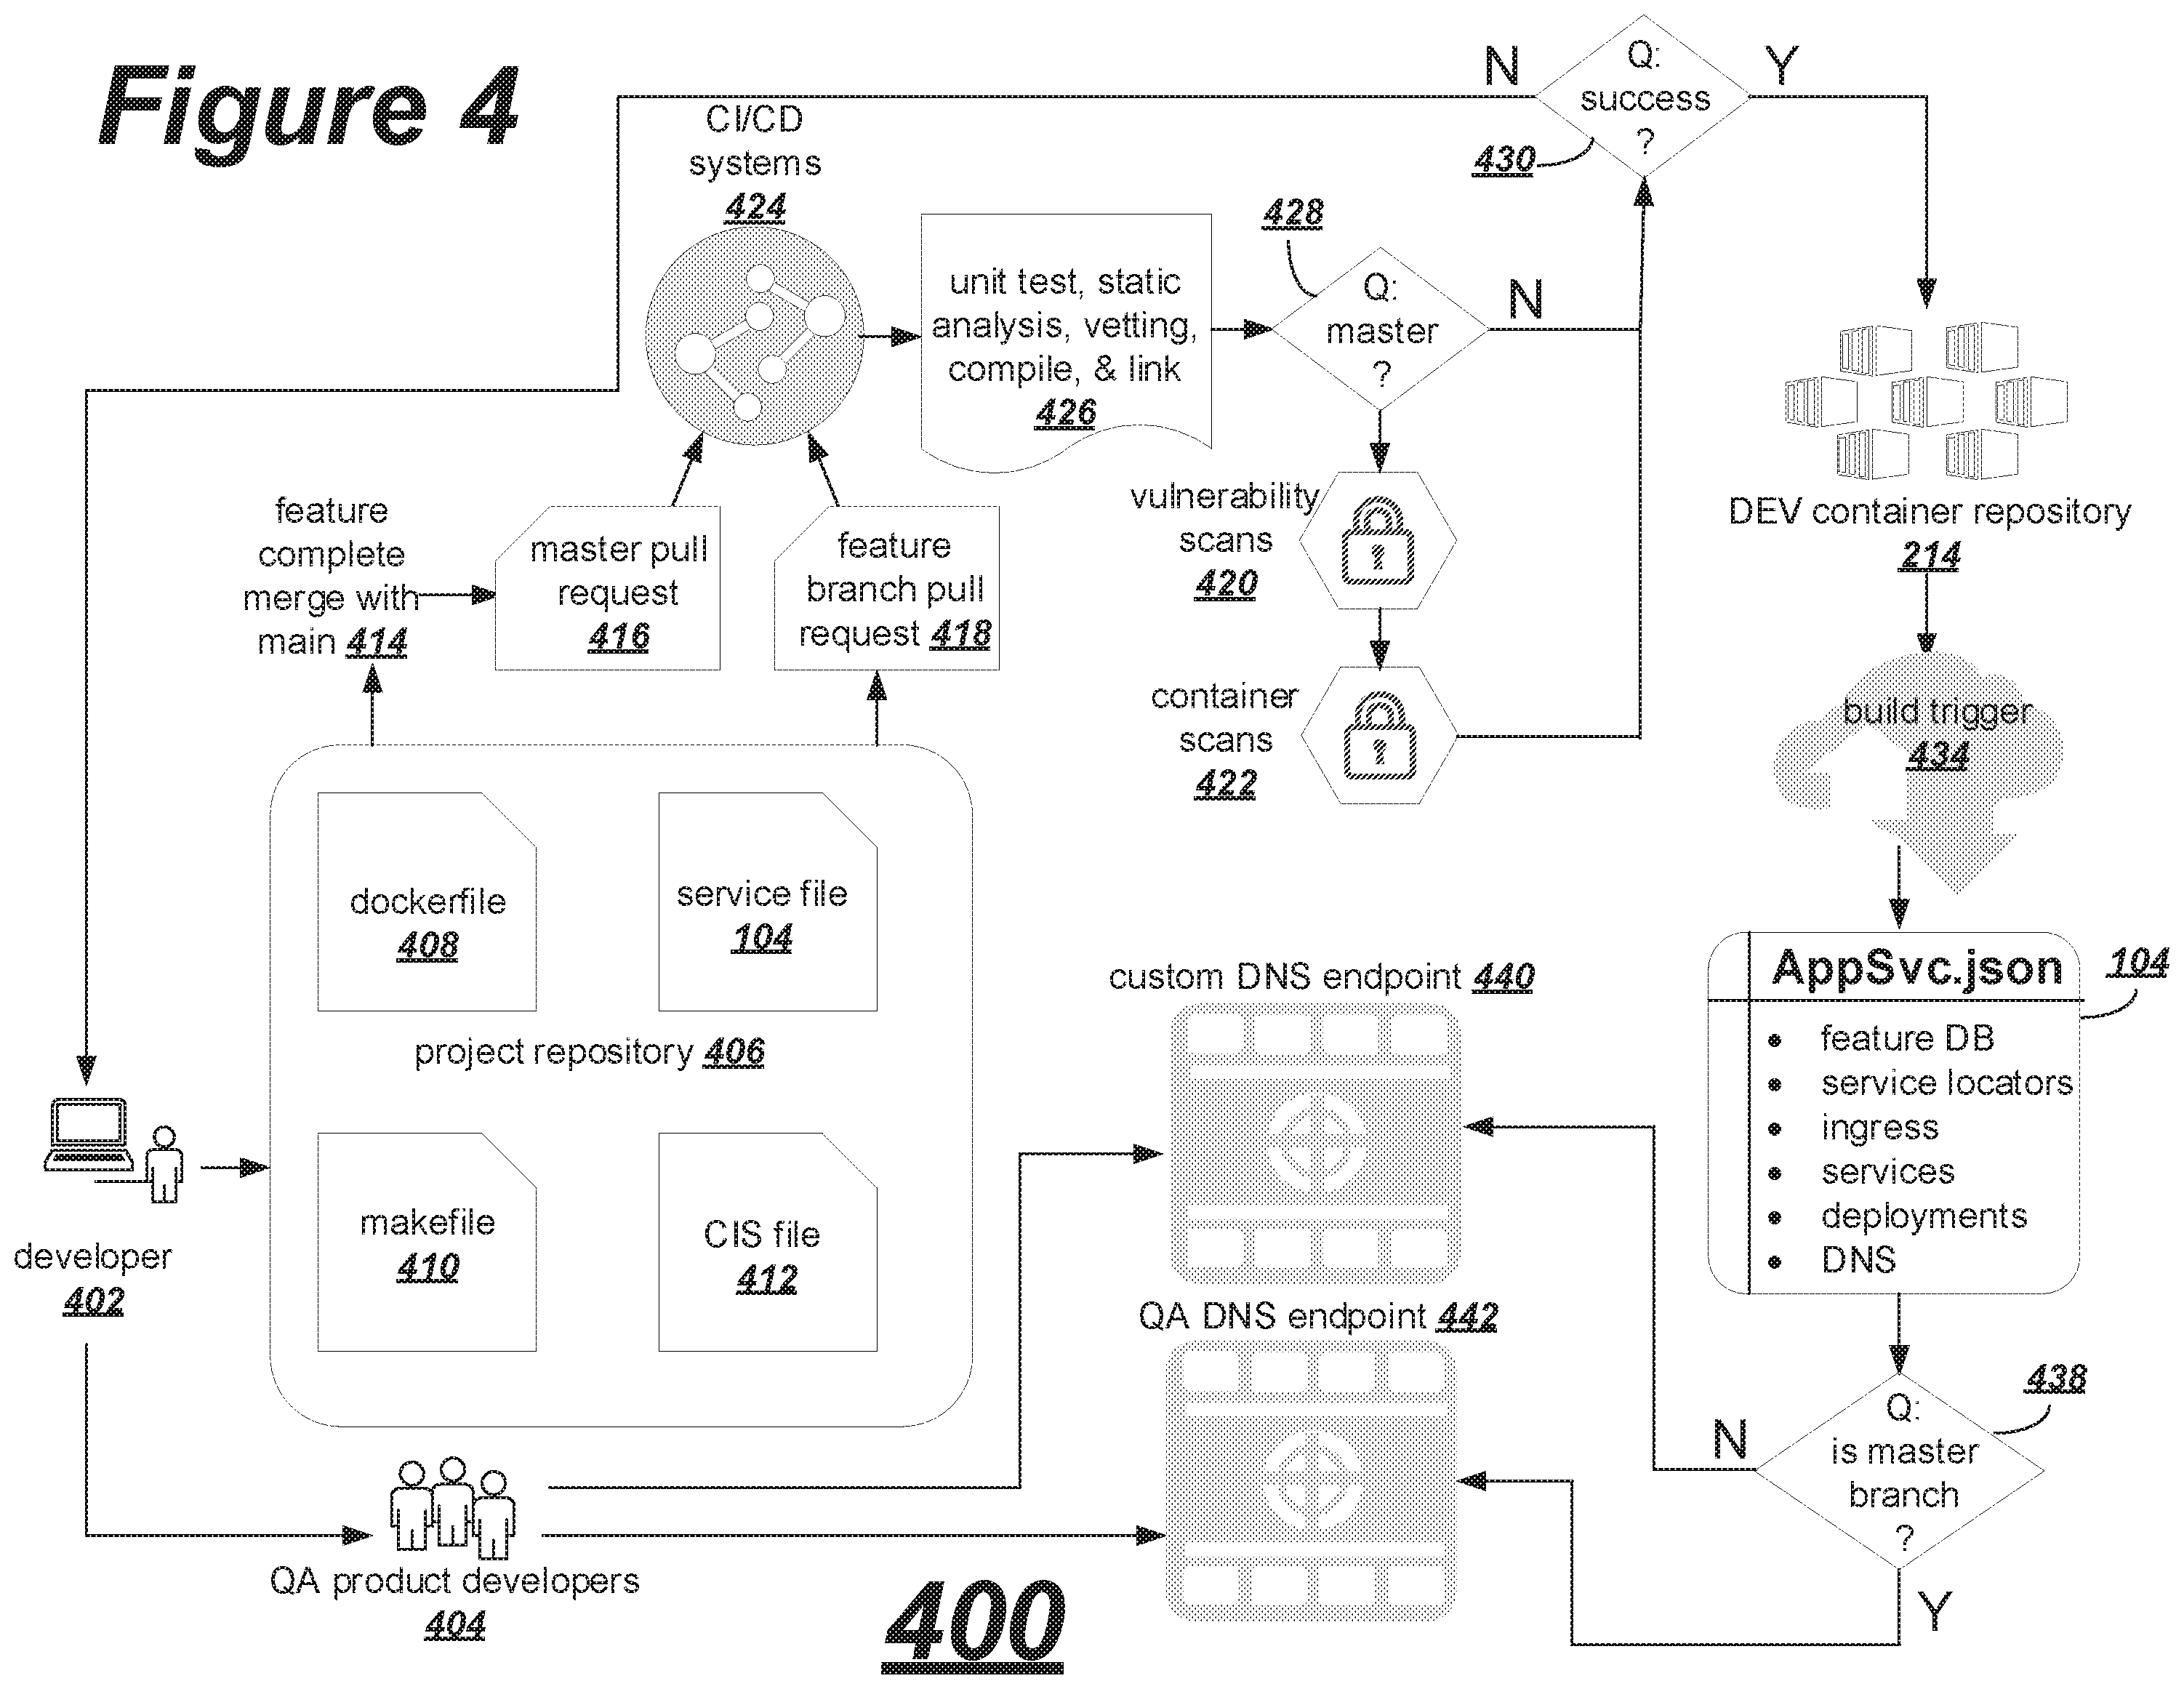 Figure 4
CI/CD
systems
424
N
Q:
success
?
Y
430
unit test, static
analysis, vetting,
compile, & link
426
428
Q:
master
?
N
vulnerability
scans
420
container
scans
422
DEV container repository
214
build trigger
434
feature
complete
merge with
main 414
master pull
request
416
feature
branch pull
request 418
dockerfile
408
service file
104
project repository 406
makefile
410
CIS file
412
developer
402
QA product developers
404
custom DNS endpoint 440
QA DNS endpoint 442
AppSvc.json
104
• feature DB
• service locators
• ingress
• services
• deployments
• DNS
438
Q:
is master
branch
?
N
Y
400